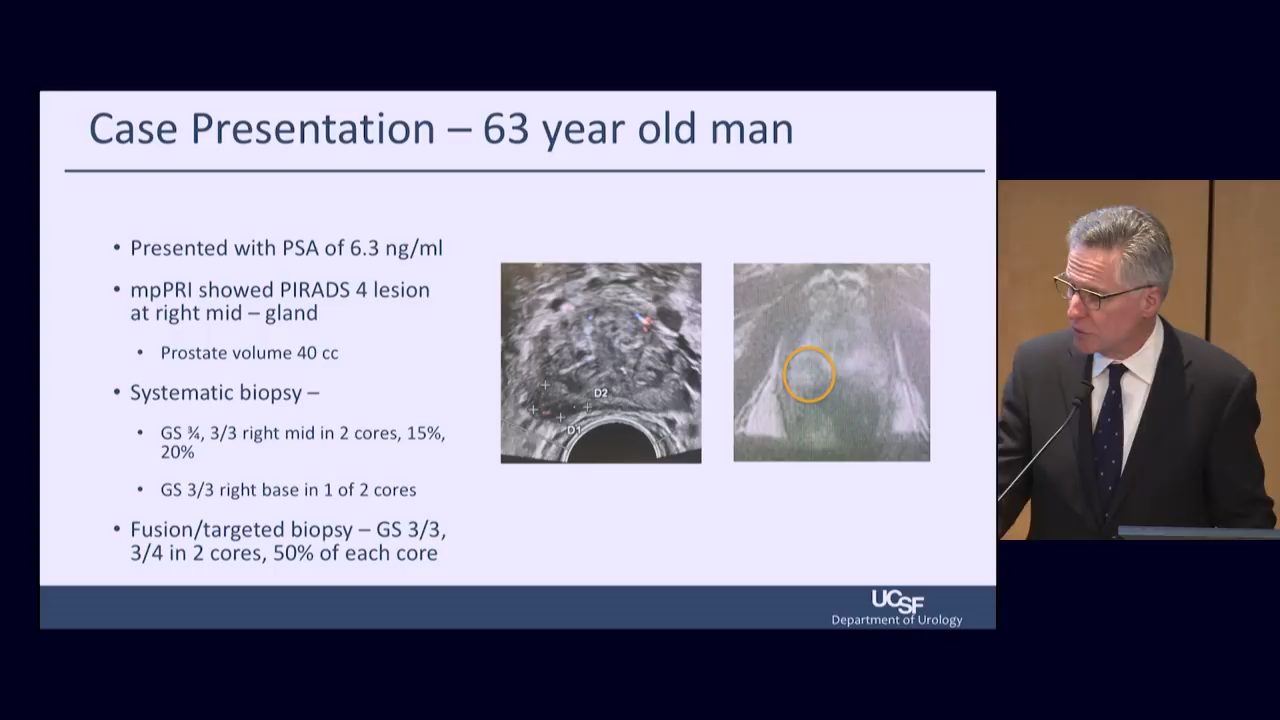 Case Presentation – 63 year old man
• Presented with PSA of 6.3 ng/ml
• mpPRI showed PIRADS 4 lesion
at right mid – gland
• Prostate volume 40 cc
• Systematic biopsy –
• GS ¾, 3/3 right mid in 2 cores, 15%,
20%
• GS 3/3 right base in 1 of 2 cores
• Fusion/targeted biopsy – GS 3/3,
3/4 in 2 cores, 50% of each core
D2
D1
UCSF
Department of Urology